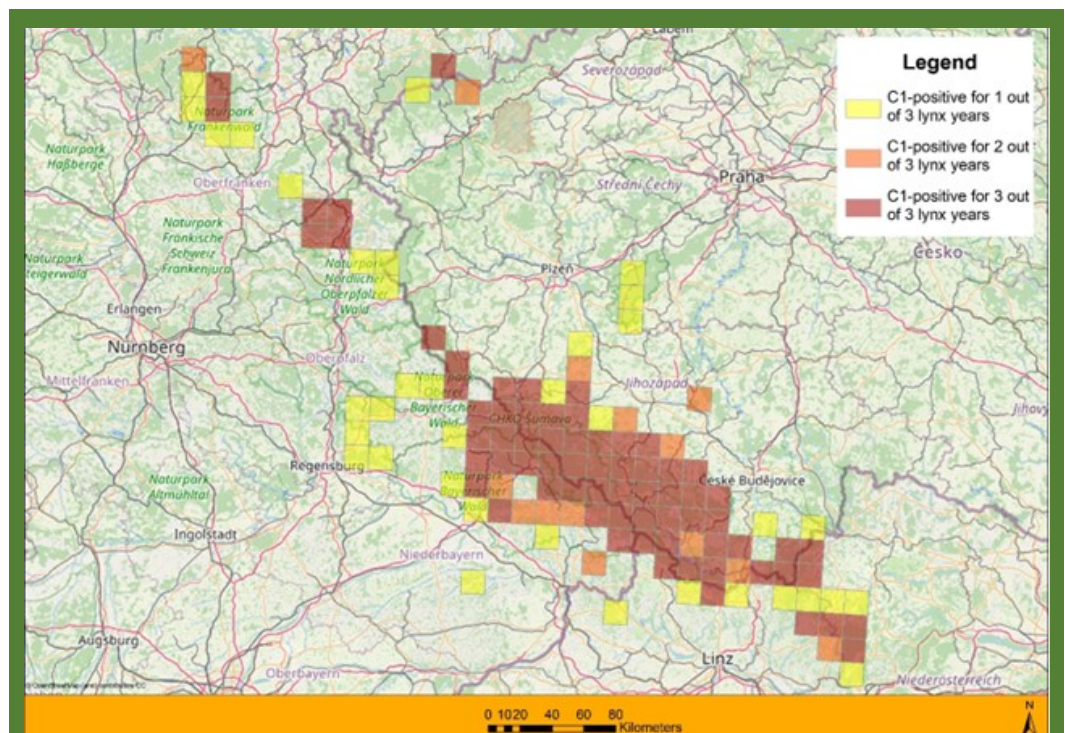 Labem
Severozápad
Legend
C1-positive for 1 out
of 3 lynx years
C1-positive for 2 out
of 3 lynx years
C1-positive for 3 out
of 3 lynx years
Naturpark
Frankenwald
Naturpark
Haßberge
Oberfranken
Střední Čechy
Praha
Naturpark
Fränkische
Schweiz
Frankenjura
Česko
Naturpark
Steigerwald
Naturpark
Nördlicher
Oberpfälzer
Wald
Plzeň
Erlangen
Nürnberg
Oberpfalz
Mittelfranken
Naturpark
Oberer
Bayerischer
Wald
Jihozápad
CHKO Šumava
Regensburg
Naturpark
Altmühltal
Naturpark
Bayerischer
Wald
České Budějovice
Ingolstadt
Niederbayern
Augsburg
Oberbayern
Linz
Niederösterreich
0 10 20 40 60 80
Kilometers
N